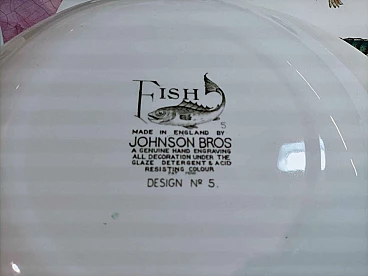 FISH
5
MADE IN ENGLAND BY
JOHNSON BROS
A GENUINE HAND ENGRAVING
ALL DECORATION UNDER THE
GLAZE DETERGENT & ACID
RESISTING COLOUR
DESIGN Nº 5.